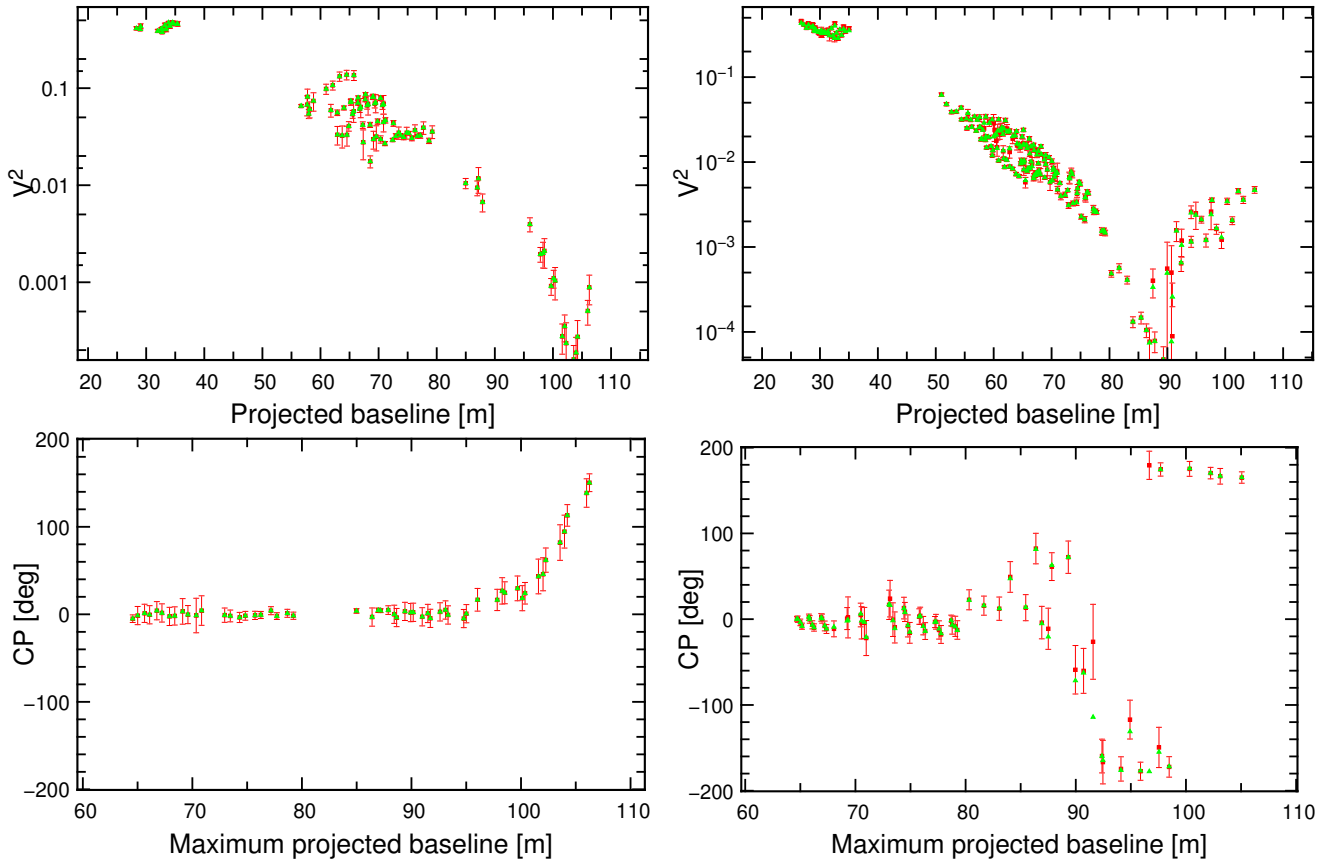 V²
0.1
0.01
0.001
20 30 40 50 60 70 80 90 100 110
Projected baseline [m]
V²
10⁻¹
10⁻²
10⁻³
10⁻⁴
20 30 40 50 60 70 80 90 100 110
Projected baseline [m]
CP [deg]
200
100
0
−100
−200
60 70 80 90 100 110
Maximum projected baseline [m]
CP [deg]
200
100
0
−100
−200
60 70 80 90 100 110
Maximum projected baseline [m]